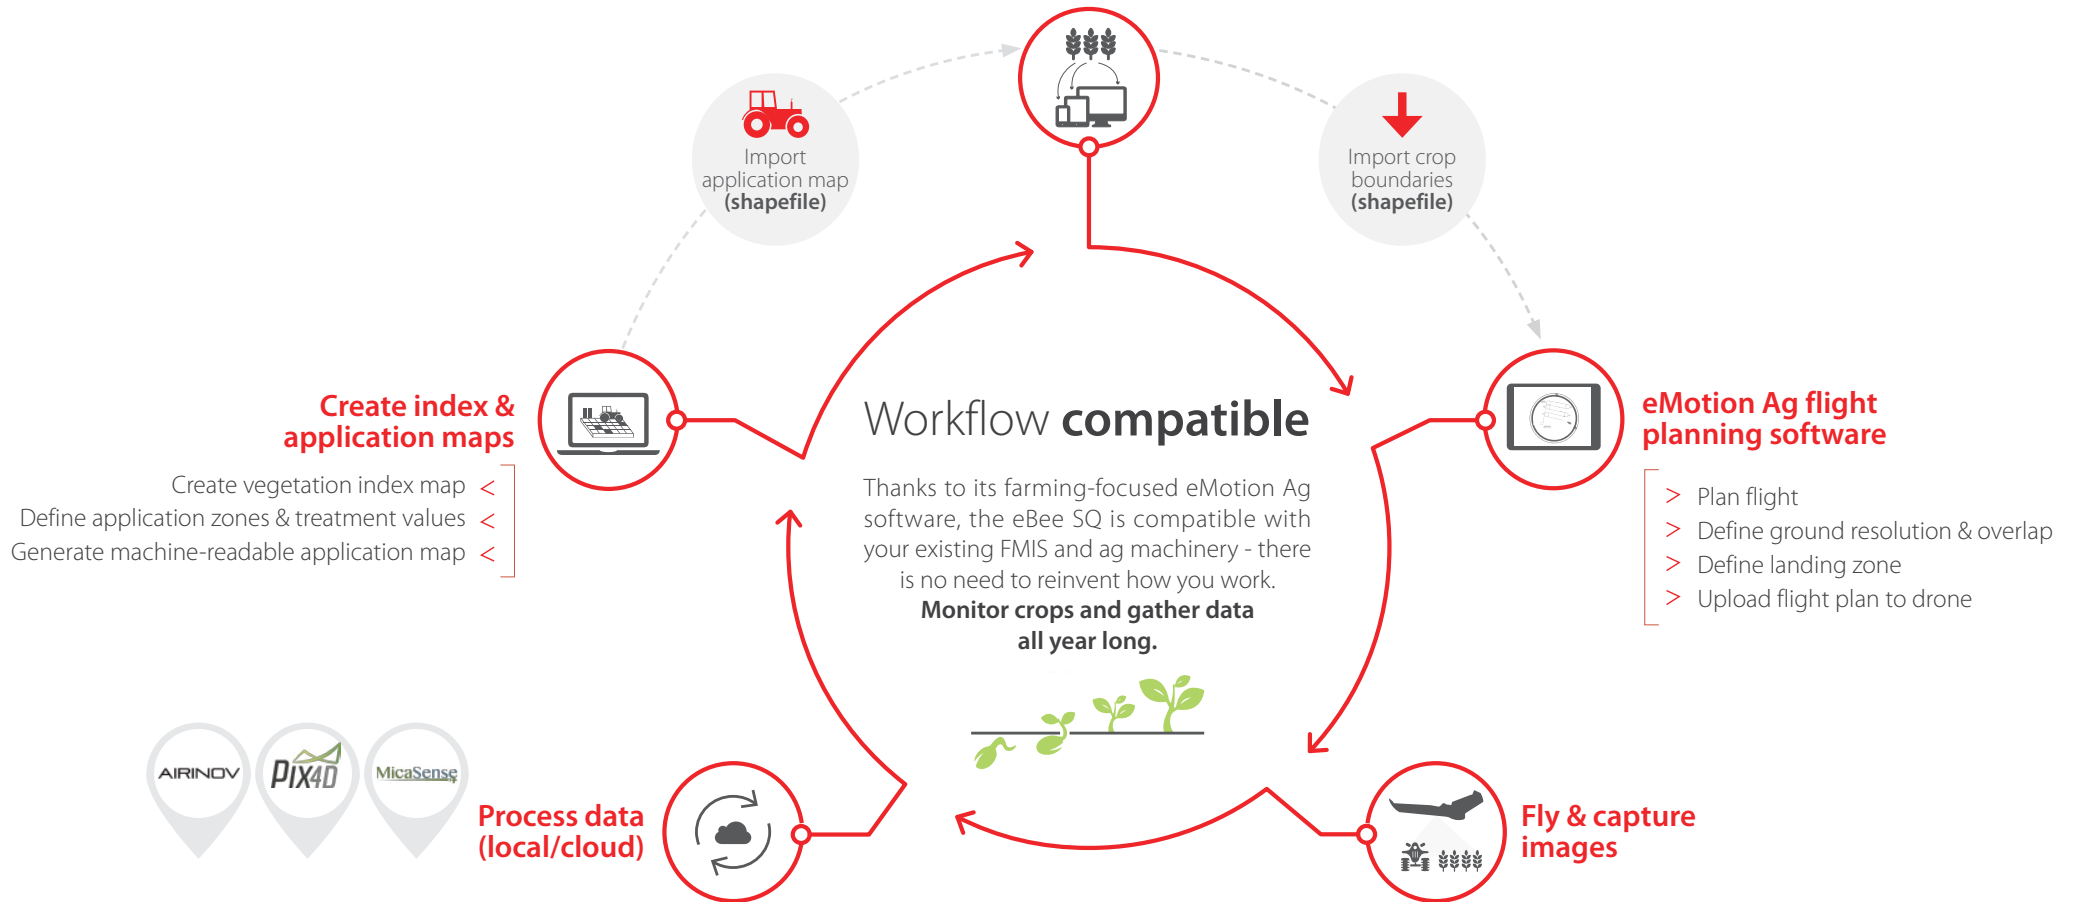 Import
application map
(shapefile)
Import crop
boundaries
(shapefile)
Create index &
application maps
Create vegetation index map <
Define application zones & treatment values <
Generate machine-readable application map <
Workflow compatible
Thanks to its farming-focused eMotion Ag
software, the eBee SQ is compatible with
your existing FMIS and ag machinery - there
is no need to reinvent how you work.
Monitor crops and gather data
all year long.
eMotion Ag flight
planning software
> Plan flight
> Define ground resolution & overlap
> Define landing zone
> Upload flight plan to drone
AIRINOV
PIX4D
MicaSense
Process data
(local/cloud)
Fly & capture
images